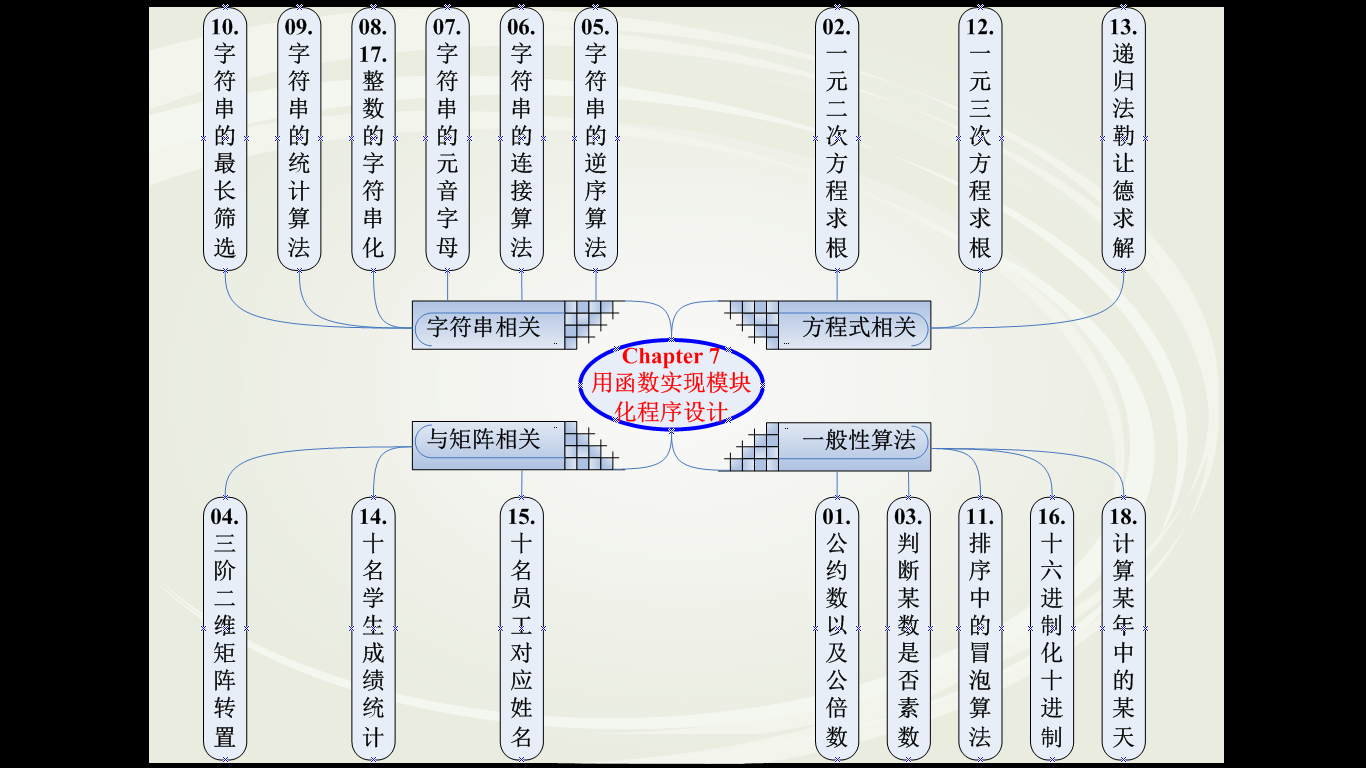 10.字符串的最长筛选
09.字符串的统计算法
08.17.整数的字符串化
07.字符串的元音字母
06.字符串的连接算法
05.字符串的逆序算法
02.一元二次方程求根
12.一元三次方程求根
13.递归法勒让德求解
字符串相关
方程式相关
Chapter 7
用函数实现模块
化程序设计
与矩阵相关
一般性算法
04.三阶二维矩阵转置
14.十名学生成绩统计
15.十名员工对应姓名
01.公约数以及公倍数
03.判断某数是否素数
11.排序中的冒泡算法
16.十六进制化十进制
18.计算某年中的某天